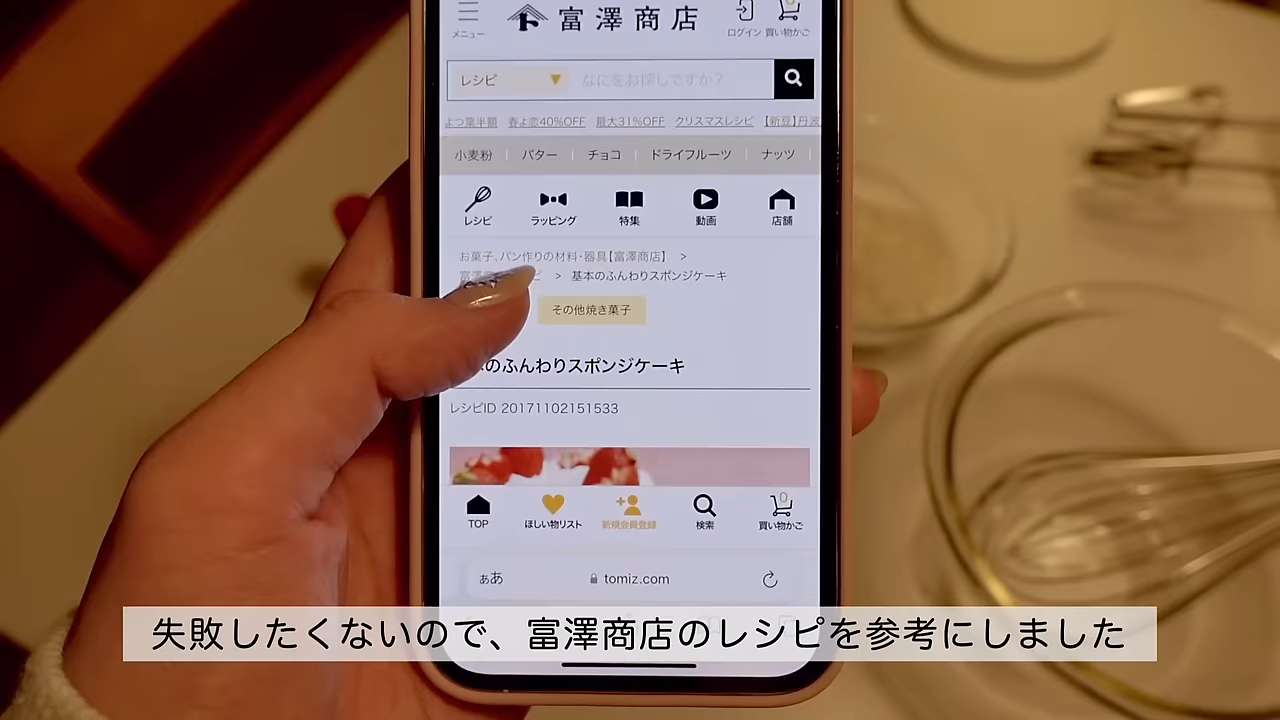 富澤商店
メニュー
ログイン 買い物かご
レシピ ▼ なにをお探しですか？
よつ葉半額 春よ恋40%OFF 最大31%OFF クリスマスレシピ 【新豆】丹波
小麦粉 バター チョコ ドライフルーツ ナッツ
レシピ ラッピング 特集 動画 店舗
お菓子、パン作りの材料・器具【富澤商店】 >
> 基本のふんわりスポンジケーキ
その他焼き菓子
のふんわりスポンジケーキ
レシピID 20171102151533
0
TOP ほしい物リスト 新規会員登録 検索 買い物かご
ぁあ tomiz.com
失敗したくないので、富澤商店のレシピを参考にしました